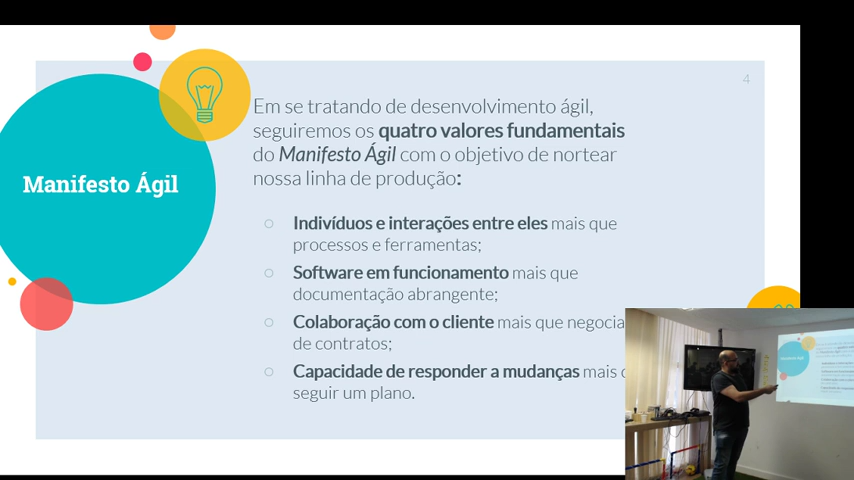 4
Manifesto Ágil
Em se tratando de desenvolvimento ágil,
seguiremos os quatro valores fundamentais
do Manifesto Ágil com o objetivo de nortear
nossa linha de produção:
Indivíduos e interações entre eles mais que
processos e ferramentas;
Software em funcionamento mais que
documentação abrangente;
Colaboração com o cliente mais que
de contratos;
Capacidade de responder a mudanças mais
seguir um plano.